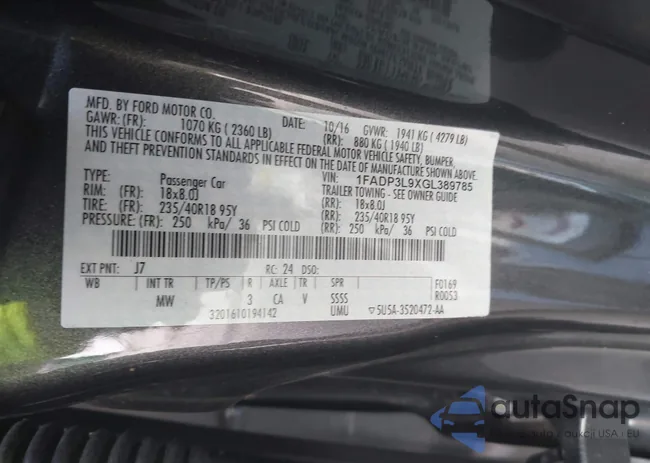 MFD. BY FORD MOTOR CO. DATE: 10/16 GVWR: 1941 KG ( 4279 LB)
GAWR: (FR): 1070 KG ( 2360 LB) (RR): 880 KG ( 1940 LB)
THIS VEHICLE CONFORMS TO ALL APPLICABLE FEDERAL MOTOR VEHICLE SAFETY, BUMPER,
AND THEFT PREVENTION STANDARDS IN EFFECT ON THE DATE OF MANUFACTURE SHOWN ABOVE.
VIN: 1FADP3L9XGL389785
TYPE: Passenger Car TRAILER TOWING - SEE OWNER GUIDE
RIM: (FR): 18x8.0J (RR): 18x8.0J
TIRE: (FR): 235/40R18 95Y (RR): 235/40R18 95Y
PRESSURE: (FR): 250 kPa/ 36 PSI COLD (RR): 250 kPa/ 36 PSI COLD
EXT PNT: J7 RC: 24 DSO: F0169
WB INT TR TP/PS R AXLE TR SPR R0053
MW 3 CA V SSSS
3201610194142 UMU 5U5A-3520472-AA
autaSnap
aukcji USA i EU